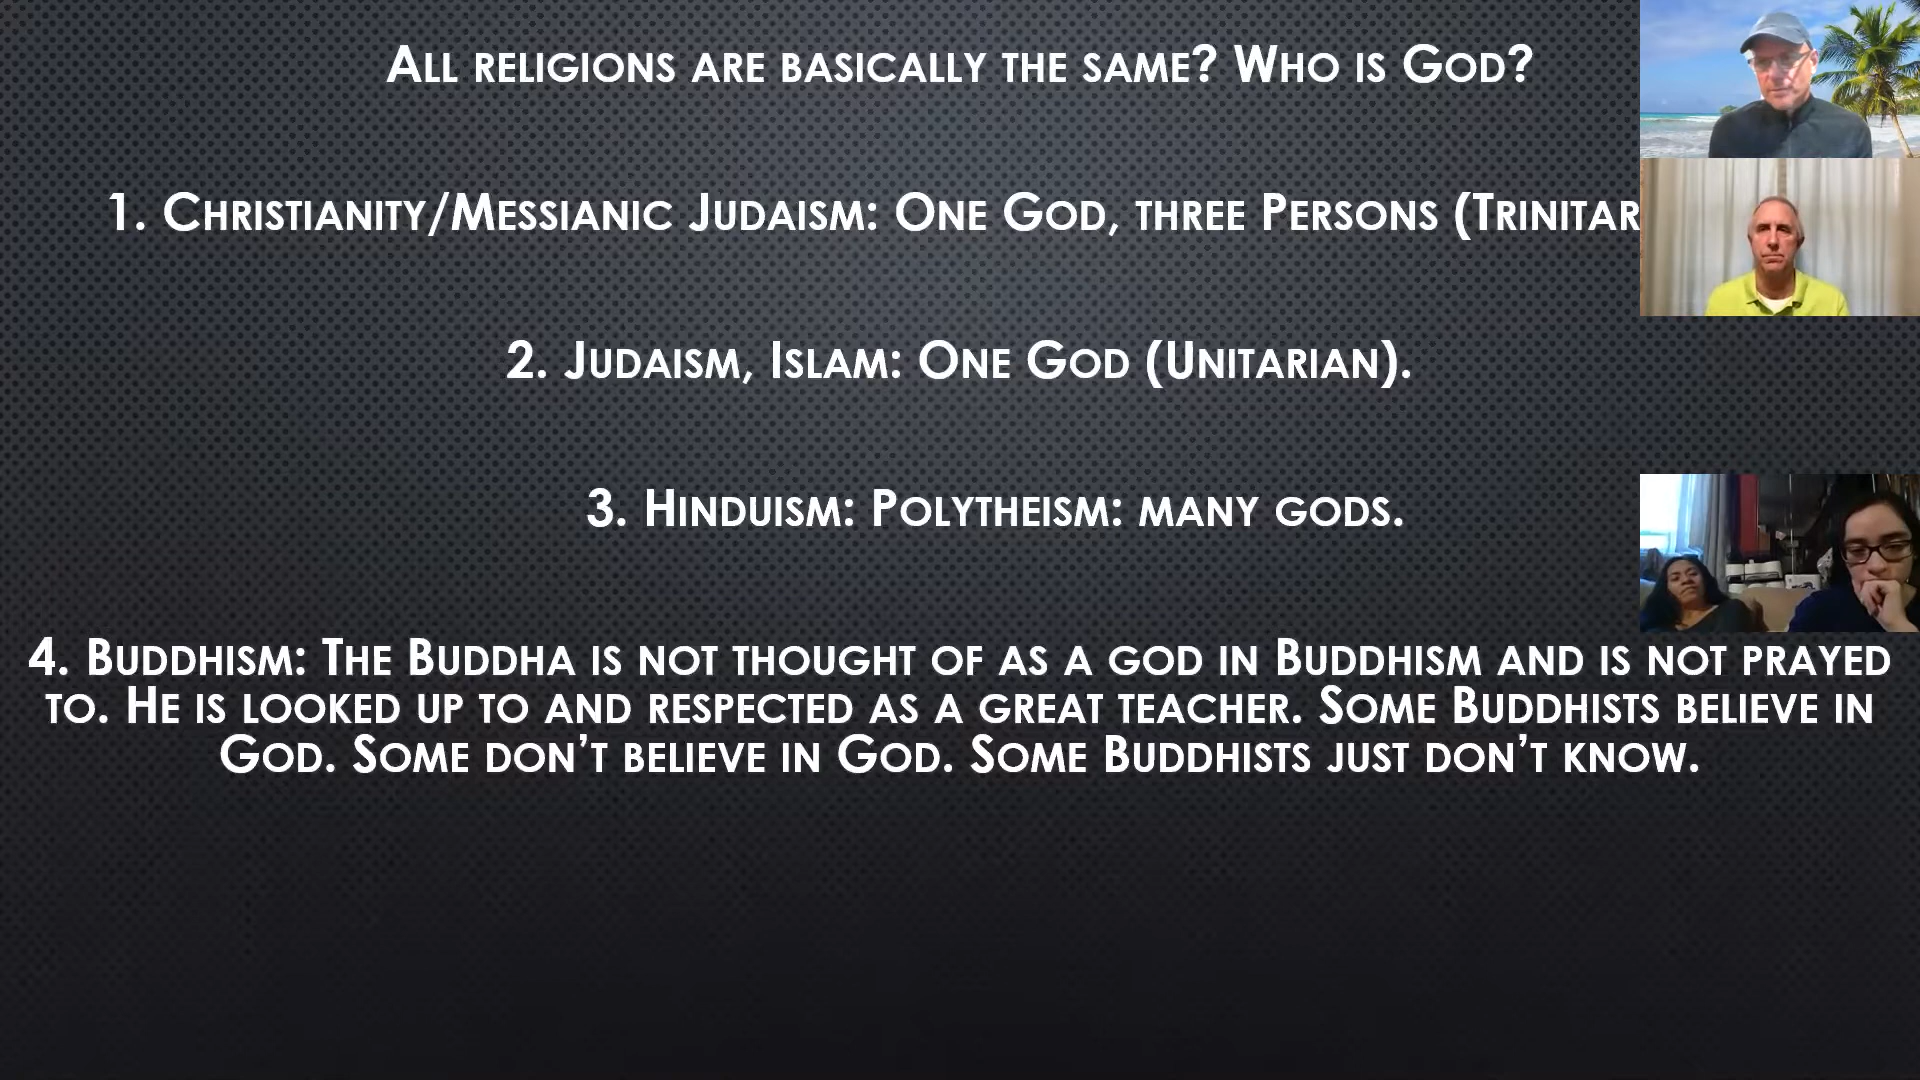 All religions are basically the same? Who is God?
1. Christianity/Messianic Judaism: One God, three Persons (Trinitar
2. Judaism, Islam: One God (Unitarian).
3. Hinduism: Polytheism: many gods.
4. Buddhism: The Buddha is not thought of as a god in Buddhism and is not prayed
to. He is looked up to and respected as a great teacher. Some Buddhists believe in
God. Some don’t believe in God. Some Buddhists just don’t know.